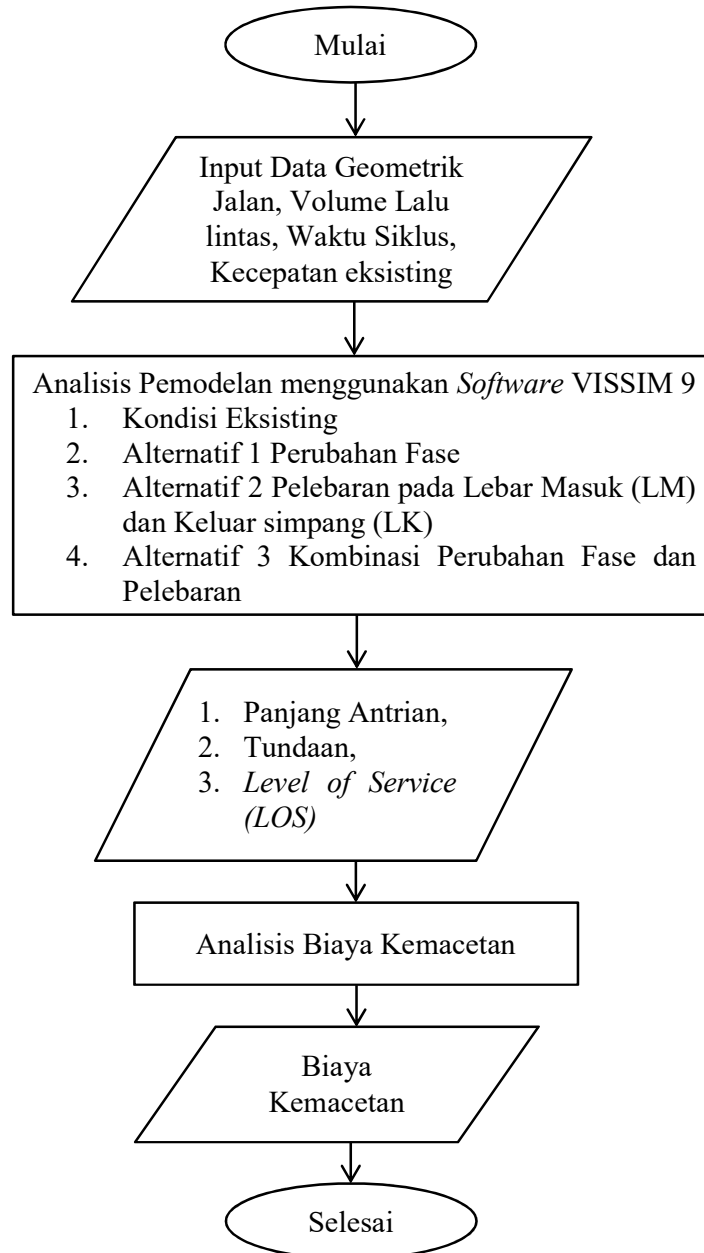 Mulai
Input Data Geometrik
Jalan, Volume Lalu
lintas, Waktu Siklus,
Kecepatan eksisting
Analisis Pemodelan menggunakan Software VISSIM 9
1. Kondisi Eksisting
2. Alternatif 1 Perubahan Fase
3. Alternatif 2 Pelebaran pada Lebar Masuk (LM)
dan Keluar simpang (LK)
4. Alternatif 3 Kombinasi Perubahan Fase dan
Pelebaran
1. Panjang Antrian,
2. Tundaan,
3. Level of Service
(LOS)
Analisis Biaya Kemacetan
Biaya
Kemacetan
Selesai